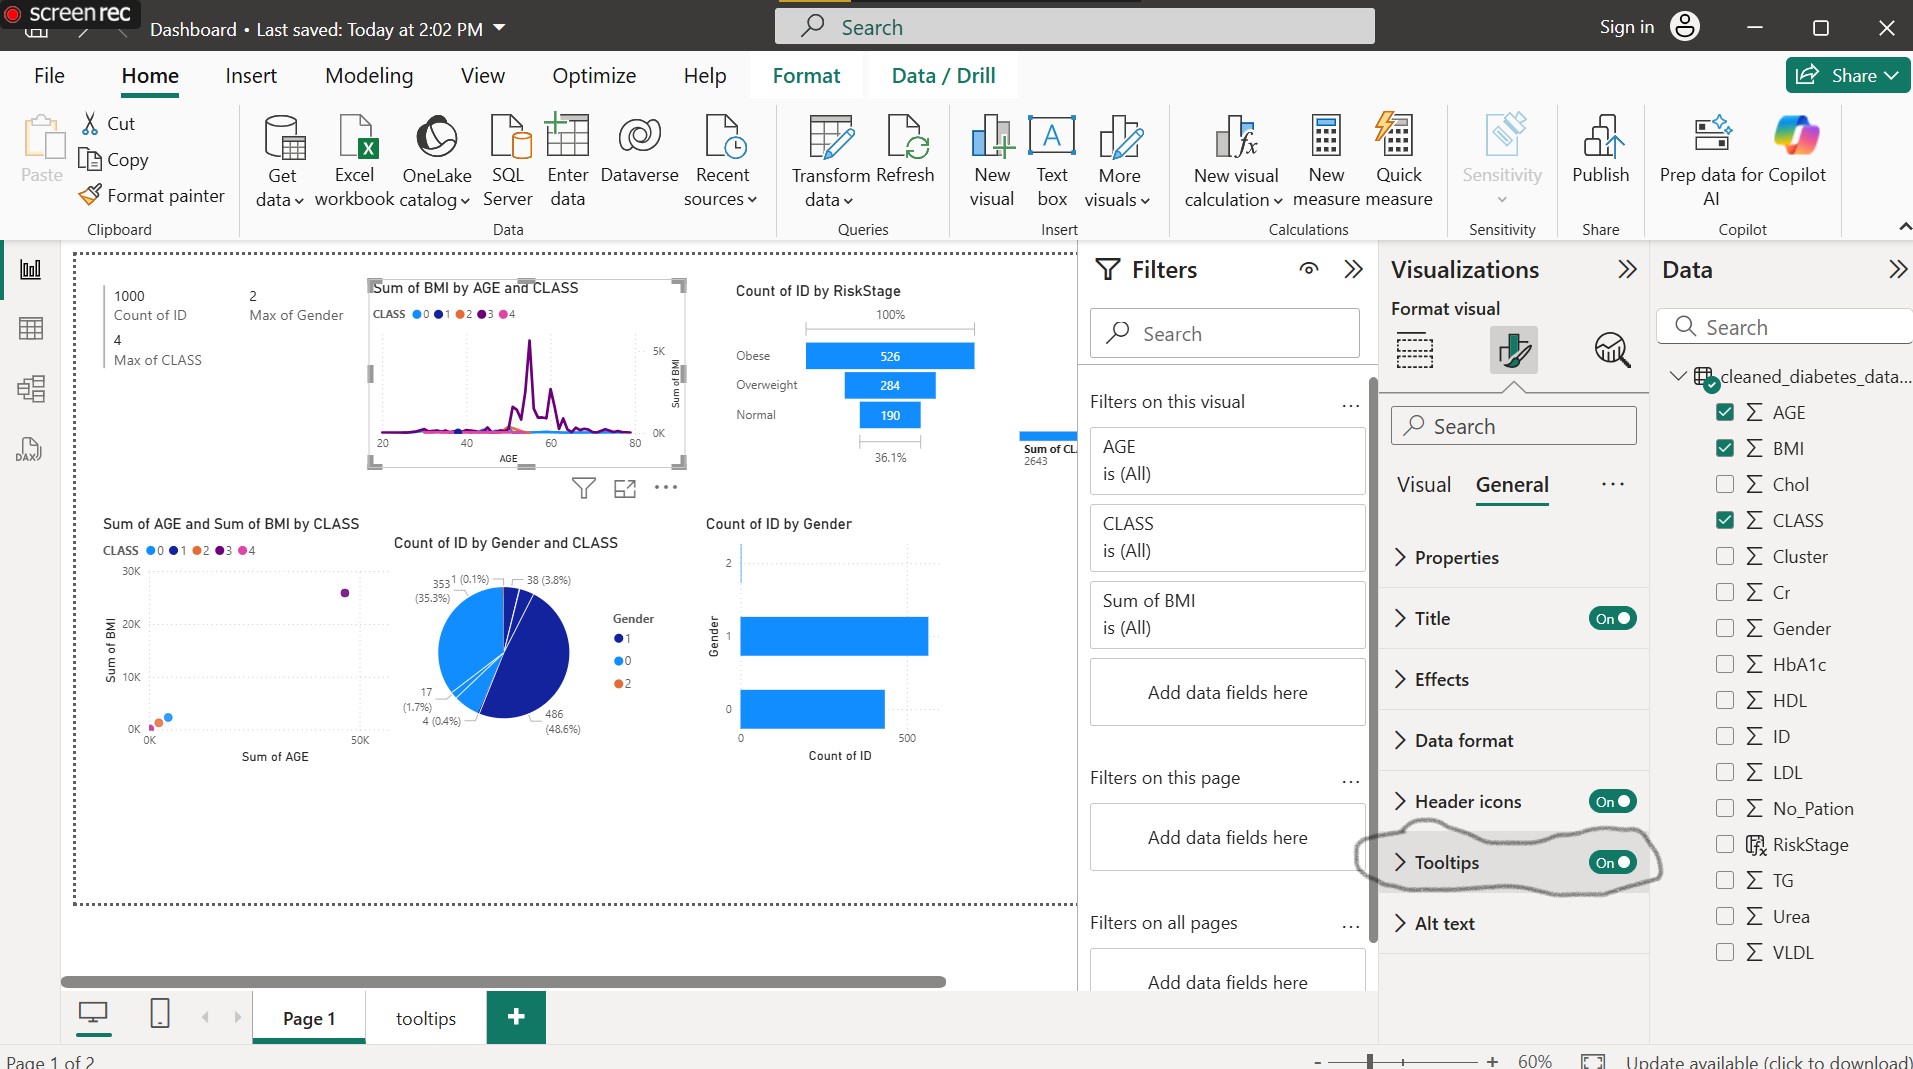 screen rec
Dashboard • Last saved: Today at 2:02 PM
Search
Sign in
File Home Insert Modeling View Optimize Help Format Data / Drill
Share
Paste
Cut
Copy
Format painter
Clipboard
Get data
Excel workbook
OneLake catalog
SQL Server
Enter data
Dataverse
Recent sources
Data
Transform data
Refresh
Queries
New visual
Text box
More visuals
Insert
New visual calculation
New measure
Quick measure
Calculations
Sensitivity
Sensitivity
Publish
Share
Prep data for AI
Copilot
Copilot
DAX
1000
Count of ID
2
Max of Gender
4
Max of CLASS
Sum of BMI by AGE and CLASS
CLASS 0 1 2 3 4
5K
0K
Sum of BMI
20 40 60 80
AGE
Count of ID by RiskStage
100%
Obese 526
Overweight 284
Normal 190
36.1%
Sum of CL
2643
Sum of AGE and Sum of BMI by CLASS
CLASS 0 1 2 3 4
30K
20K
10K
0K
Sum of BMI
0K 50K
Sum of AGE
Count of ID by Gender and CLASS
1 (0.1%)
38 (3.8%)
353
(35.3%)
17
(1.7%)
4 (0.4%)
486
(48.6%)
Gender
1
0
2
Count of ID by Gender
2
1
0
Gender
0 500
Count of ID
Filters
Search
Filters on this visual ...
AGE
is (All)
CLASS
is (All)
Sum of BMI
is (All)
Add data fields here
Filters on this page ...
Add data fields here
Filters on all pages ...
Add data fields here
Visualizations
Format visual
Search
Visual General ...
Properties
Title On
Effects
Data format
Header icons On
Tooltips On
Alt text
Data
Search
cleaned_diabetes_data...
AGE
BMI
Chol
CLASS
Cluster
Cr
Gender
HbA1c
HDL
ID
LDL
No_Pation
RiskStage
TG
Urea
VLDL
Page 1 tooltips +
Page 1 of 2
- + 60%
Update available (click to download)